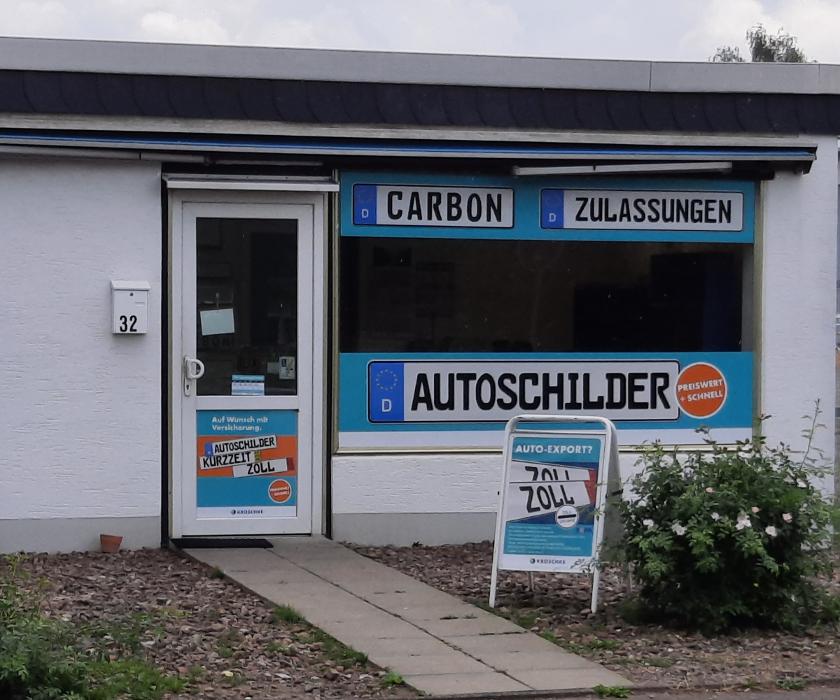 D CARBON
D ZULASSUNGEN
32
D AUTOSCHILDER
PREISWERT
+ SCHNELL
Auf Wunsch mit
Versicherung.
AUTOSCHILDER
KURZZEIT
ZOLL
KROSCHKE
AUTO-EXPORT?
ZOLL
ZOLL
KROSCHKE